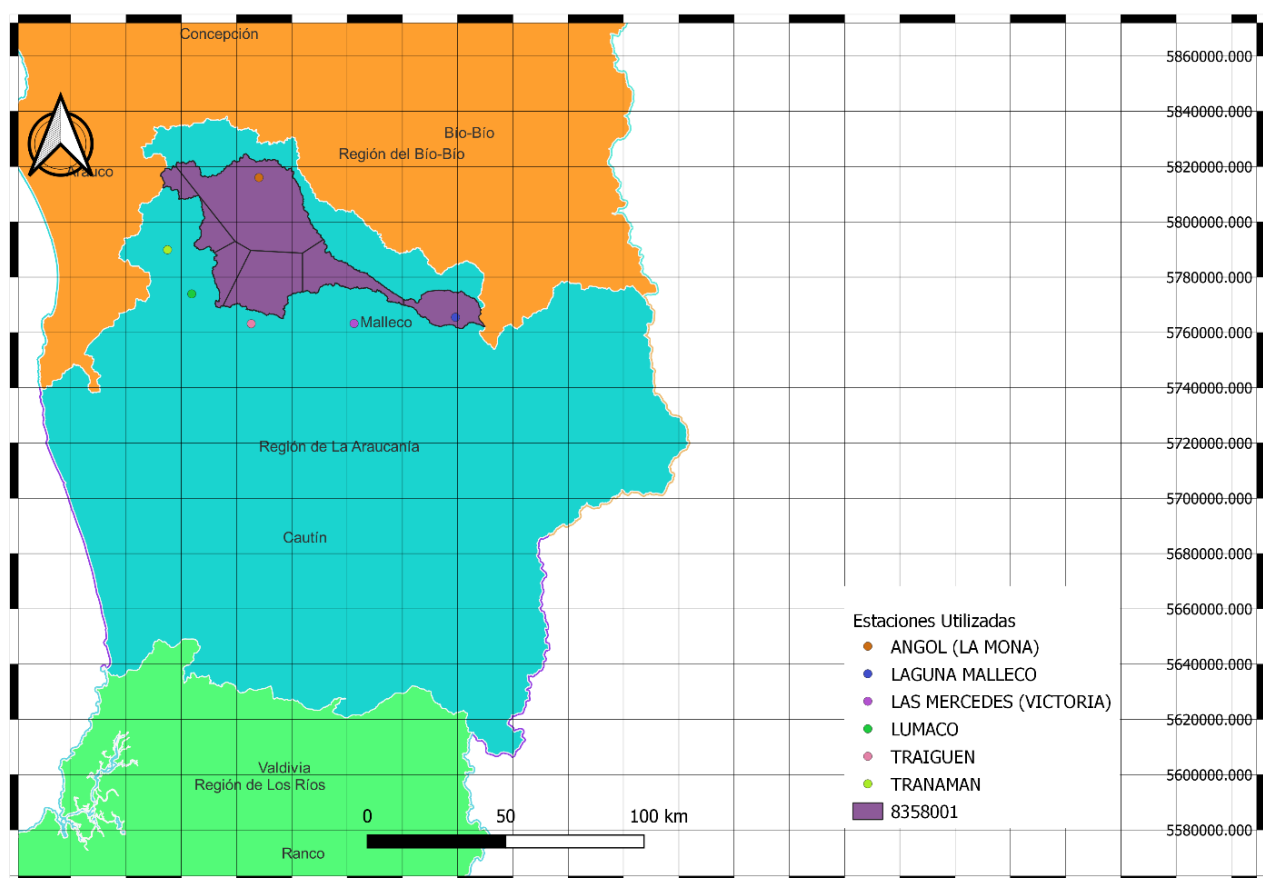 Concepción
5860000.000
5840000.000
Bío-Bío
Región del Bío-Bío
5820000.000
Arauco
5800000.000
5780000.000
Malleco
5760000.000
5740000.000
Región de La Araucanía
5720000.000
5700000.000
Cautín
5680000.000
5660000.000
Estaciones Utilizadas
ANGOL (LA MONA)
LAGUNA MALLECO
LAS MERCEDES (VICTORIA)
LUMACO
TRAIGUEN
TRANAMAN
8358001
5640000.000
5620000.000
5600000.000
5580000.000
Valdivia
Región de Los Ríos
0 50 100 km
Ranco